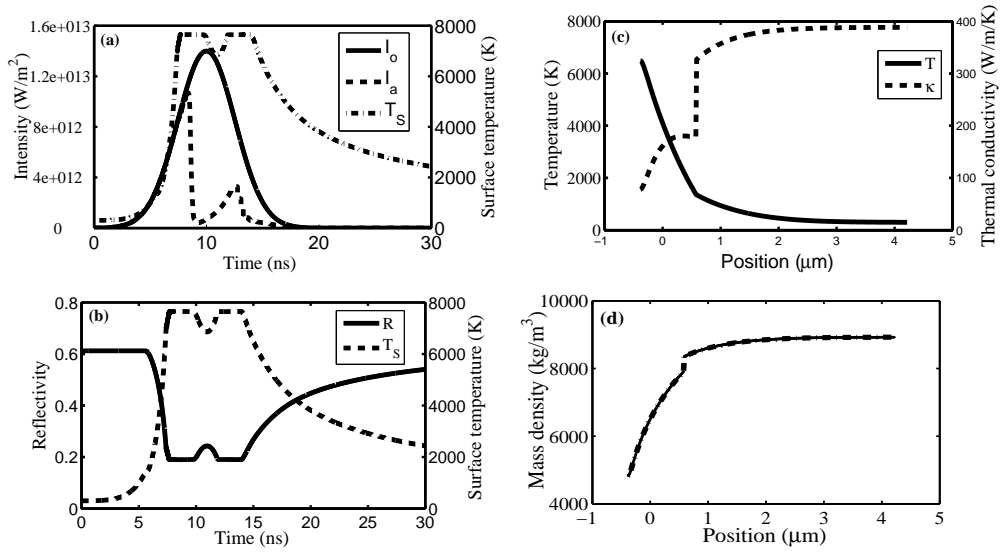 (a)
1.6e+013
1.2e+013
8e+012
4e+012
0
Intensity (W/m²)
0 10 20 30
Time (ns)
8000
6000
4000
2000
0
Surface temperature (K)
I_o
I_a
T_S
(c)
8000
6000
4000
2000
0
Temperature (K)
−1 0 1 2 3 4 5
Position (μm)
400
300
200
100
0
Thermal conductivity (W/m/K)
T
κ
(b)
0.8
0.6
0.4
0.2
0
Reflectivity
0 5 10 15 20 25 30
Time (ns)
8000
6000
4000
2000
0
Surface temperature (K)
R
T_S
(d)
10000
8000
6000
4000
Mass density (kg/m³)
−1 0 1 2 3 4 5
Position (μm)